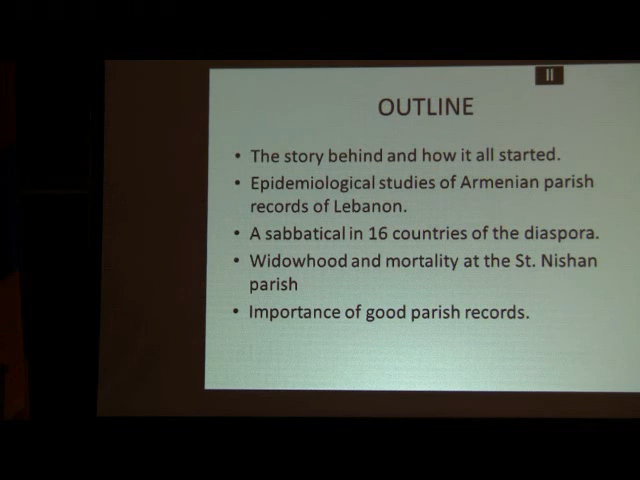 OUTLINE
• The story behind and how it all started.
• Epidemiological studies of Armenian parish
records of Lebanon.
• A sabbatical in 16 countries of the diaspora.
• Widowhood and mortality at the St. Nishan
parish
• Importance of good parish records.